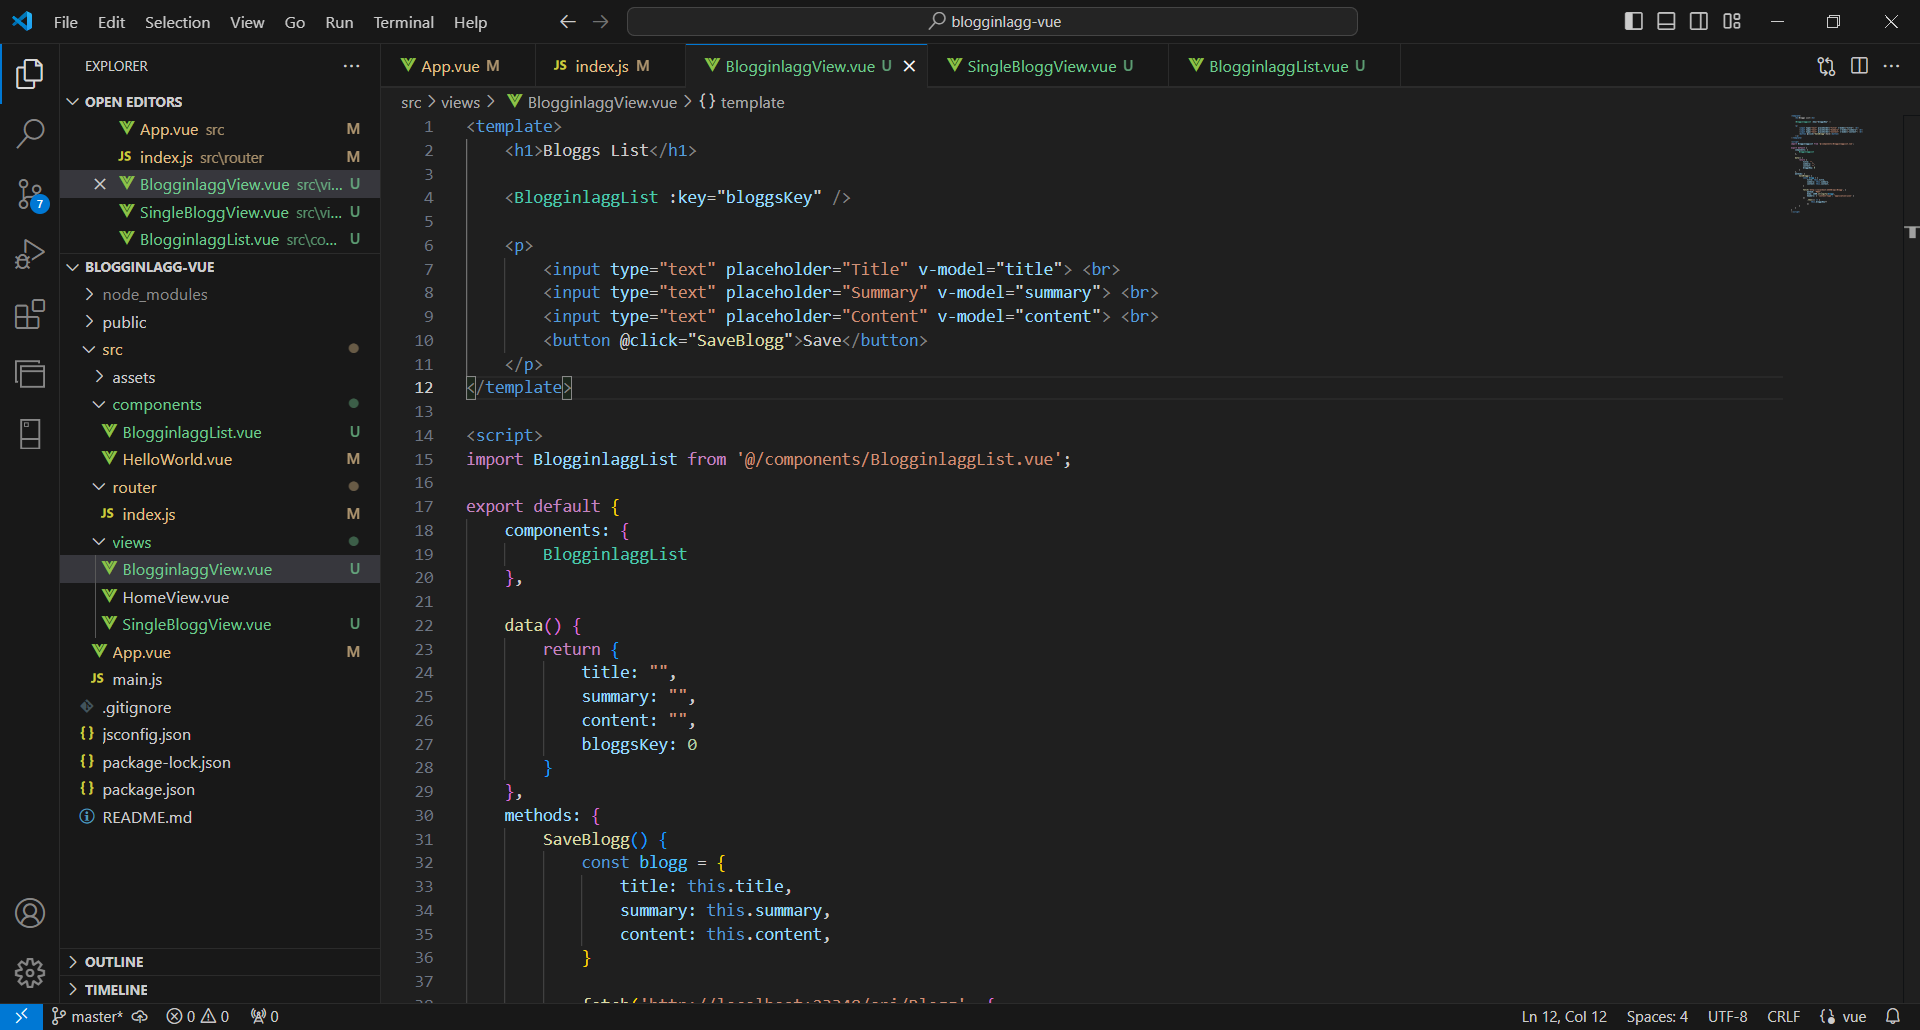 File Edit Selection View Go Run Terminal Help
blogginlagg-vue
EXPLORER
OPEN EDITORS
App.vue src M
JS index.js src\router M
BlogginlaggView.vue src\vi... U
SingleBloggView.vue src\vi... U
BlogginlaggList.vue src\co... U
BLOGGINLAGG-VUE
node_modules
public
src
assets
components
BlogginlaggList.vue U
HelloWorld.vue M
router
JS index.js M
views
BlogginlaggView.vue U
HomeView.vue
SingleBloggView.vue U
App.vue M
JS main.js
.gitignore
{} jsconfig.json
{} package-lock.json
{} package.json
README.md
OUTLINE
TIMELINE
7
App.vue M JS index.js M BlogginlaggView.vue U SingleBloggView.vue U BlogginlaggList.vue U
src > views > BlogginlaggView.vue > {} template
1 <template>
2 <h1>Bloggs List</h1>
3
4 <BlogginlaggList :key="bloggsKey" />
5
6 <p>
7 <input type="text" placeholder="Title" v-model="title"> <br>
8 <input type="text" placeholder="Summary" v-model="summary"> <br>
9 <input type="text" placeholder="Content" v-model="content"> <br>
10 <button @click="SaveBlogg">Save</button>
11 </p>
12 </template>
13
14 <script>
15 import BlogginlaggList from '@/components/BlogginlaggList.vue';
16
17 export default {
18 components: {
19 BlogginlaggList
20 },
21
22 data() {
23 return {
24 title: "",
25 summary: "",
26 content: "",
27 bloggsKey: 0
28 }
29 },
30 methods: {
31 SaveBlogg() {
32 const blogg = {
33 title: this.title,
34 summary: this.summary,
35 content: this.content,
36 }
37
master* 0 0 0 Ln 12, Col 12 Spaces: 4 UTF-8 CRLF {} vue